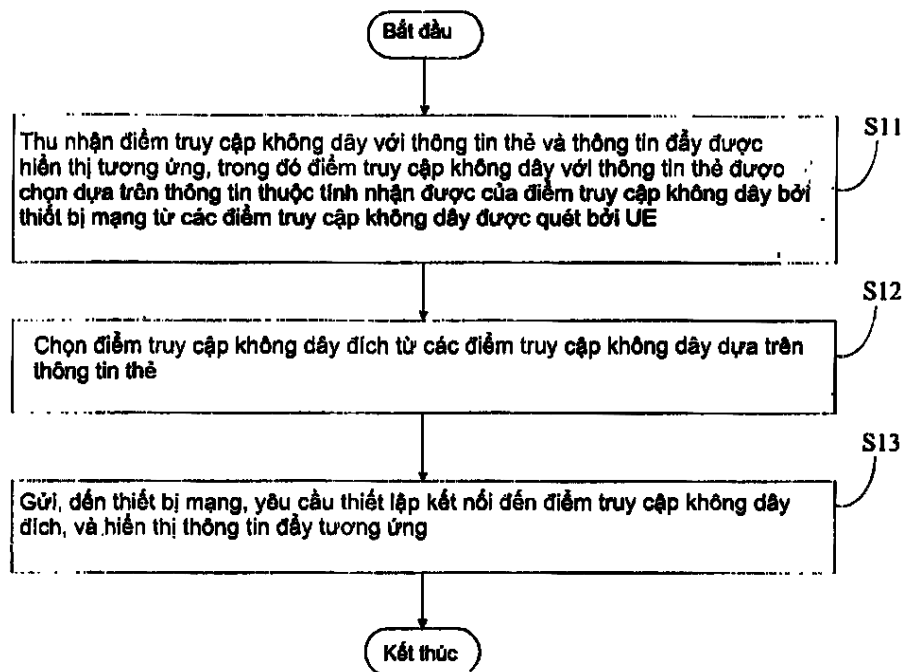 Bắt đầu
Thu nhận điểm truy cập không dây với thông tin thẻ và thông tin đẩy được
hiển thị tương ứng, trong đó điểm truy cập không dây với thông tin thẻ được
chọn dựa trên thông tin thuộc tính nhận được của điểm truy cập không dây bởi
thiết bị mạng từ các điểm truy cập không dây được quét bởi UE
S11
Chọn điểm truy cập không dây đích từ các điểm truy cập không dây dựa trên
thông tin thẻ
S12
Gửi, đến thiết bị mạng, yêu cầu thiết lập kết nối đến điểm truy cập không dây
đích, và hiển thị thông tin đẩy tương ứng
S13
Kết thúc